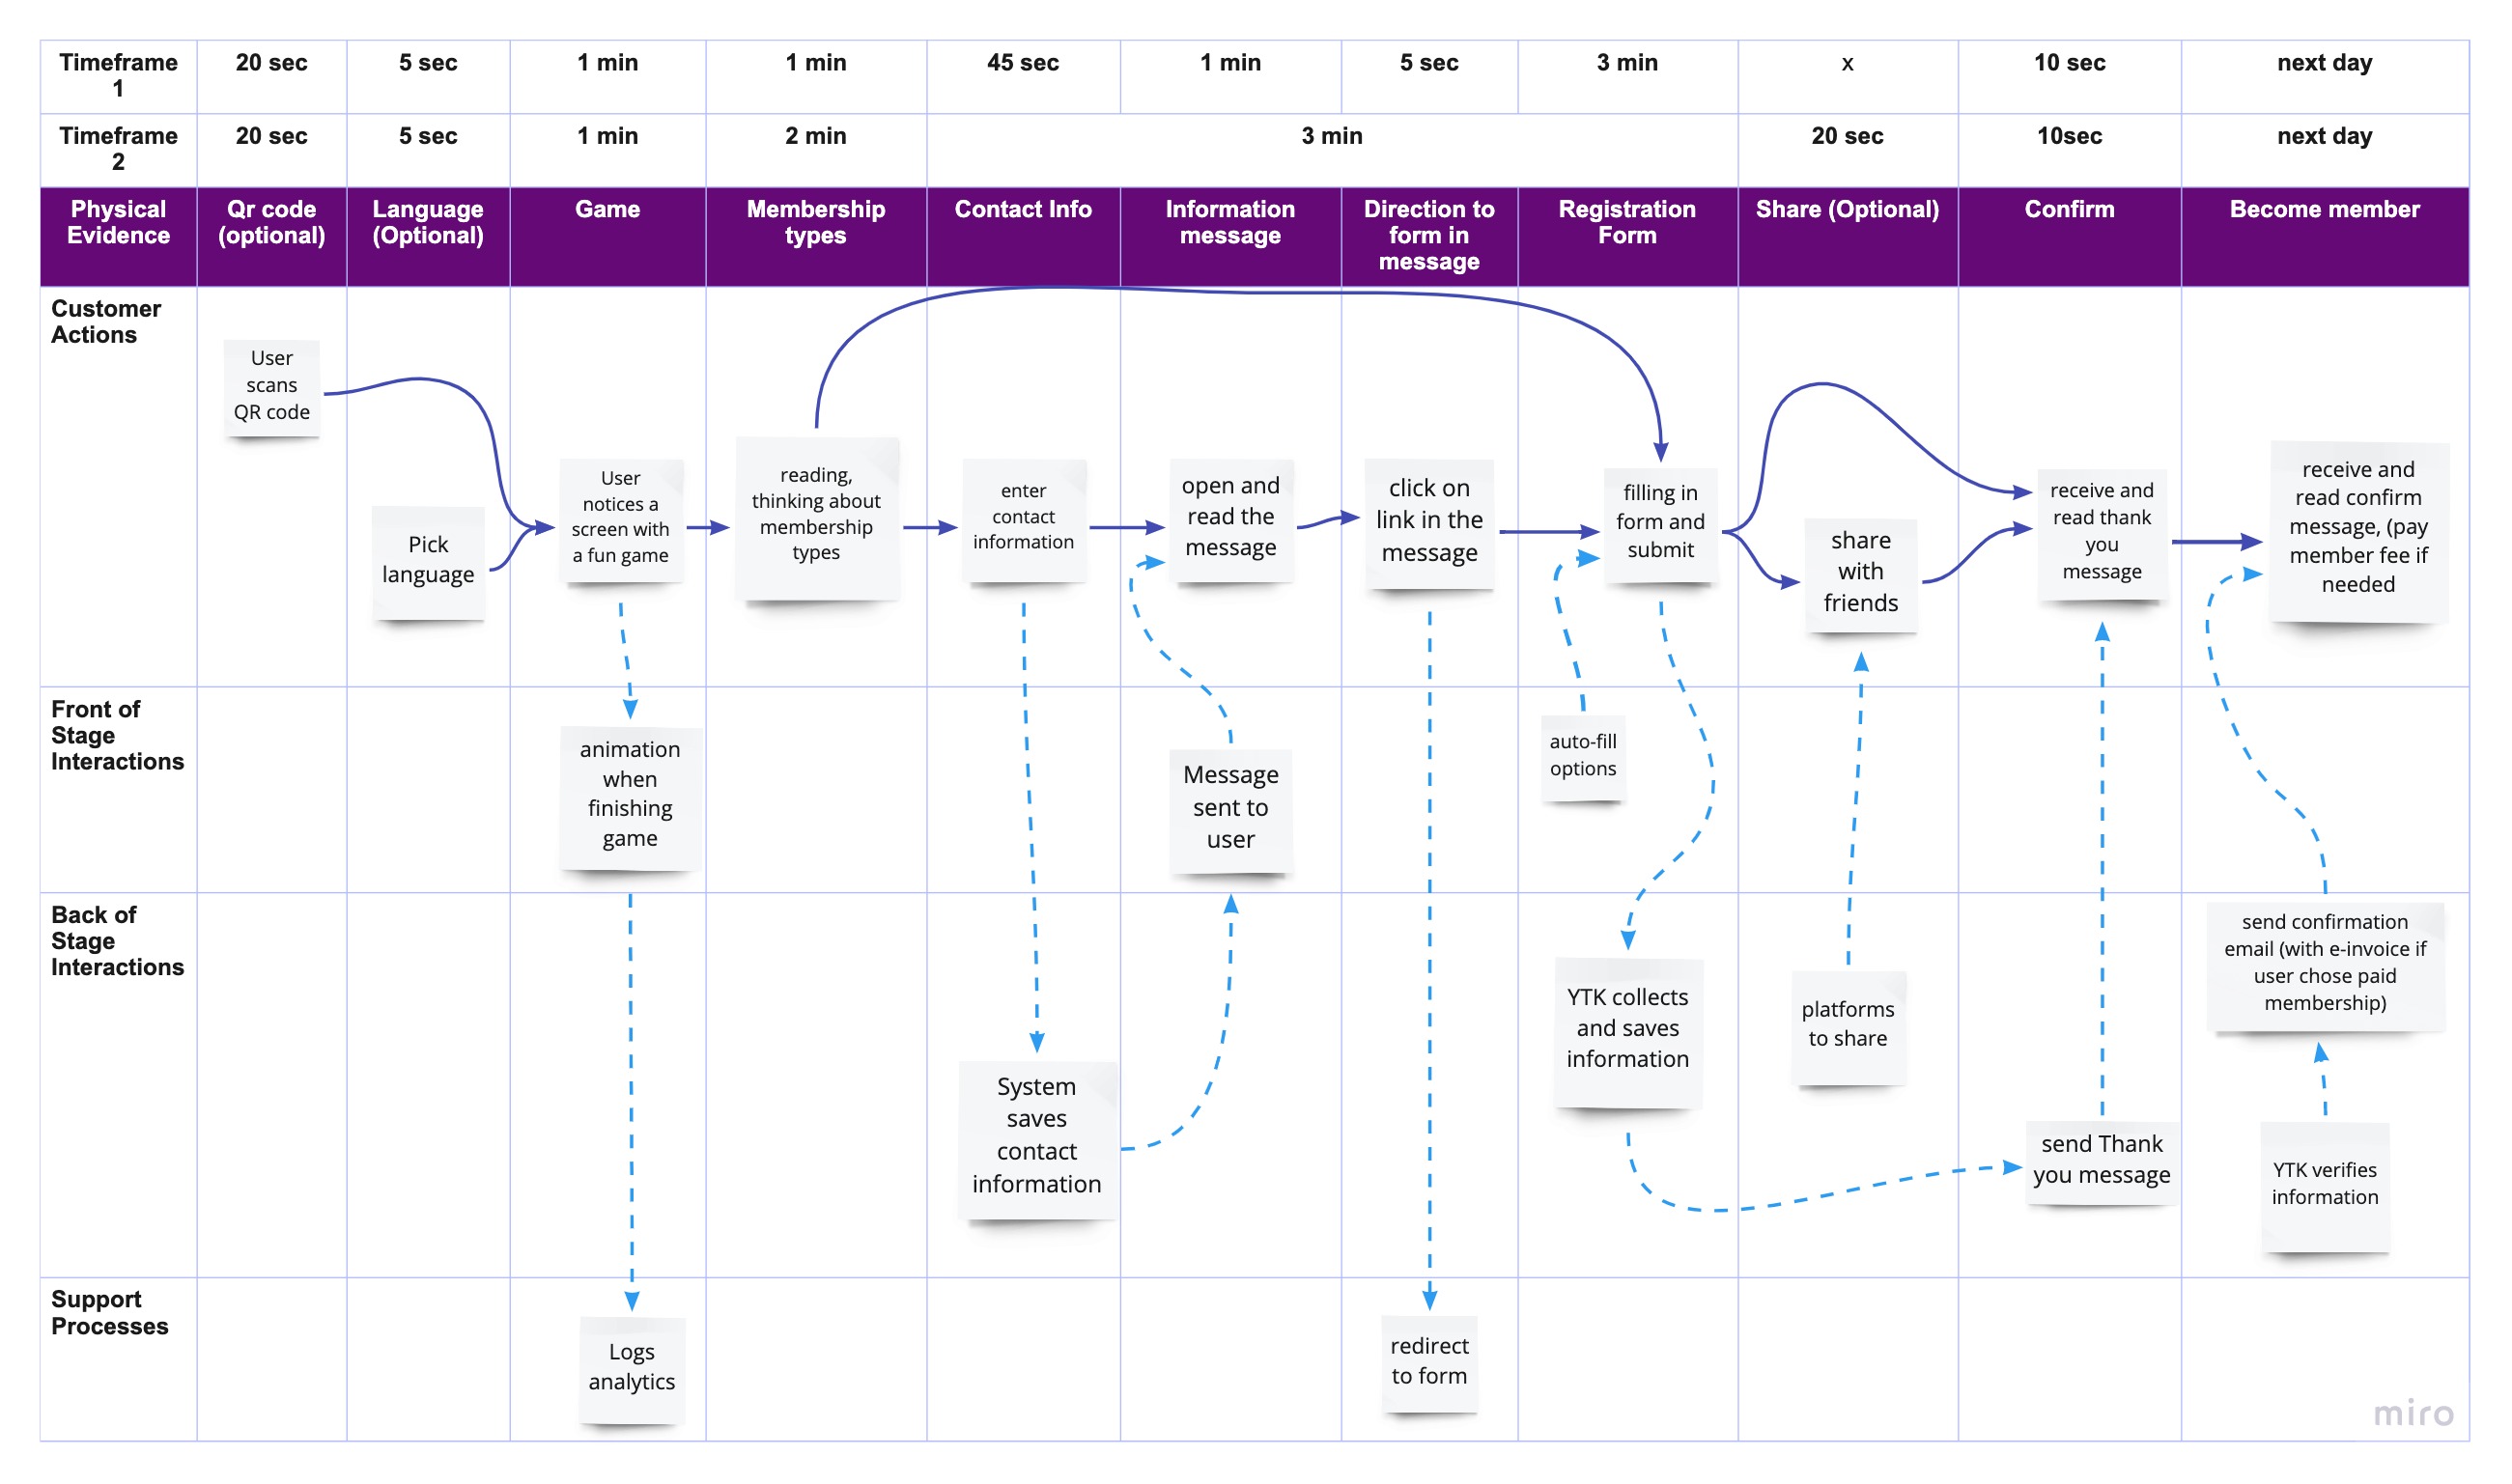 Timeframe
1
20 sec
5 sec
1 min
1 min
45 sec
1 min
5 sec
3 min
x
10 sec
next day
Timeframe
2
20 sec
5 sec
1 min
2 min
3 min
20 sec
10sec
next day
Physical
Evidence
Qr code
(optional)
Language
(Optional)
Game
Membership
types
Contact Info
Information
message
Direction to
form in
message
Registration
Form
Share (Optional)
Confirm
Become member
Customer
Actions
User
scans
QR code
Pick
language
User
notices a
screen with
a fun game
reading,
thinking about
membership
types
enter
contact
information
open and
read the
message
click on
link in the
message
filling in
form and
submit
share
with
friends
receive and
read thank
you
message
receive and
read confirm
message, (pay
member fee if
needed
Front of
Stage
Interactions
animation
when
finishing
game
Message
sent to
user
auto-fill
options
Back of
Stage
Interactions
System
saves
contact
information
YTK collects
and saves
information
platforms
to share
send Thank
you message
send confirmation
email (with e-invoice if
user chose paid
membership)
YTK verifies
information
Support
Processes
Logs
analytics
redirect
to form
miro